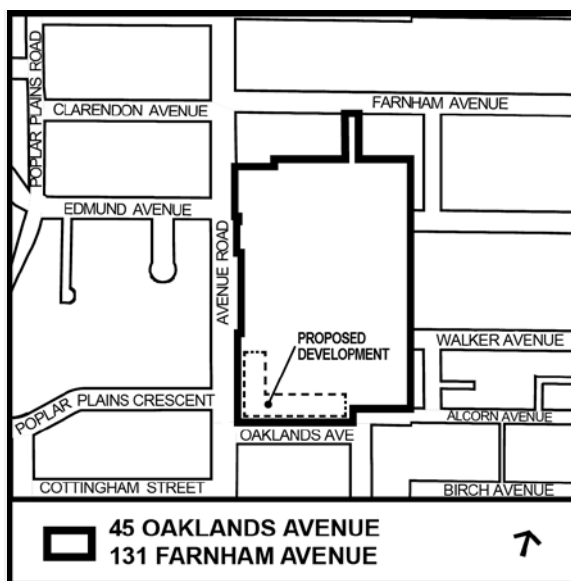 POPLAR PLAINS ROAD
CLARENDON AVENUE
FARNHAM AVENUE
EDMUND AVENUE
AVENUE ROAD
PROPOSED
DEVELOPMENT
WALKER AVENUE
POPLAR PLAINS CRESCENT
ALCORN AVENUE
OAKLANDS AVE
COTTINGHAM STREET
BIRCH AVENUE
45 OAKLANDS AVENUE
131 FARNHAM AVENUE